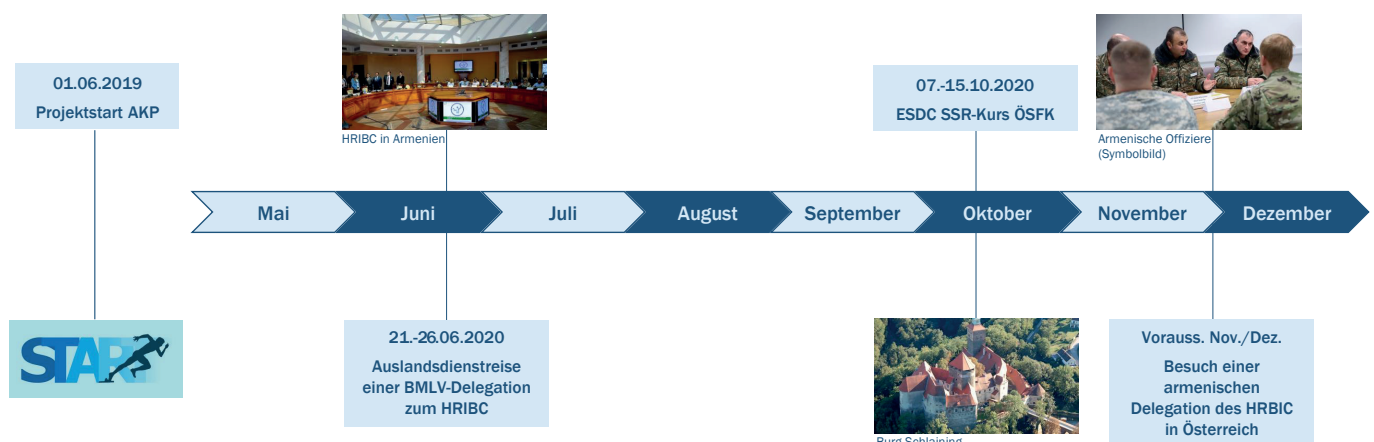 01.06.2019
Projektstart AKP
HRIBC in Armenien
07.-15.10.2020
ESDC SSR-Kurs ÖSFK
Armenische Offiziere
(Symbolbild)
Mai
Juni
Juli
August
September
Oktober
November
Dezember
START
21.-26.06.2020
Auslandsdienstreise
einer BMLV-Delegation
zum HRIBC
Burg Schlaining
Vorauss. Nov./Dez.
Besuch einer
armenischen
Delegation des HRBIC
in Österreich